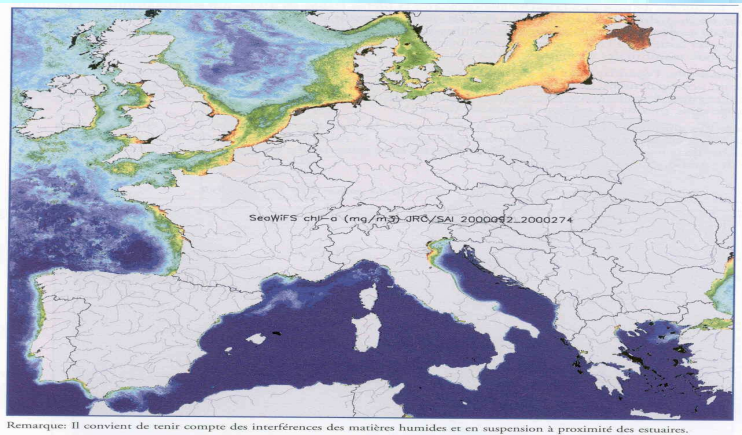 SeaWiFS chl-a (mg/m3) JRC/SAI 2000092_2000274
Remarque: Il convient de tenir compte des interférences des matières humides et en suspension à proximité des estuaires.